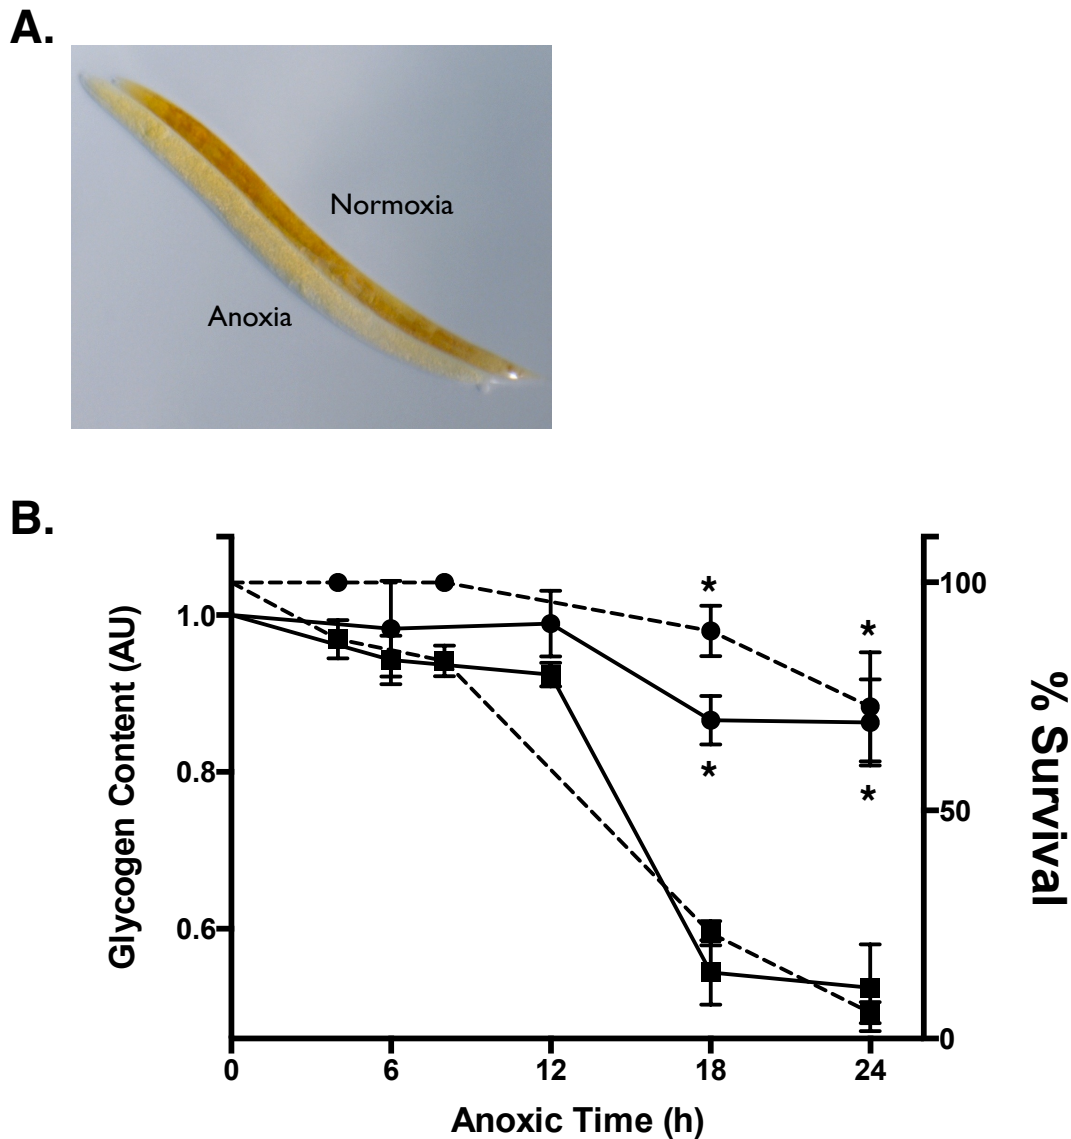 A.
Normoxia
Anoxia
B.
Glycogen Content (AU)
1.0
0.8
0.6
% Survival
100
50
0
*
*
*
*
0 6 12 18 24
Anoxic Time (h)